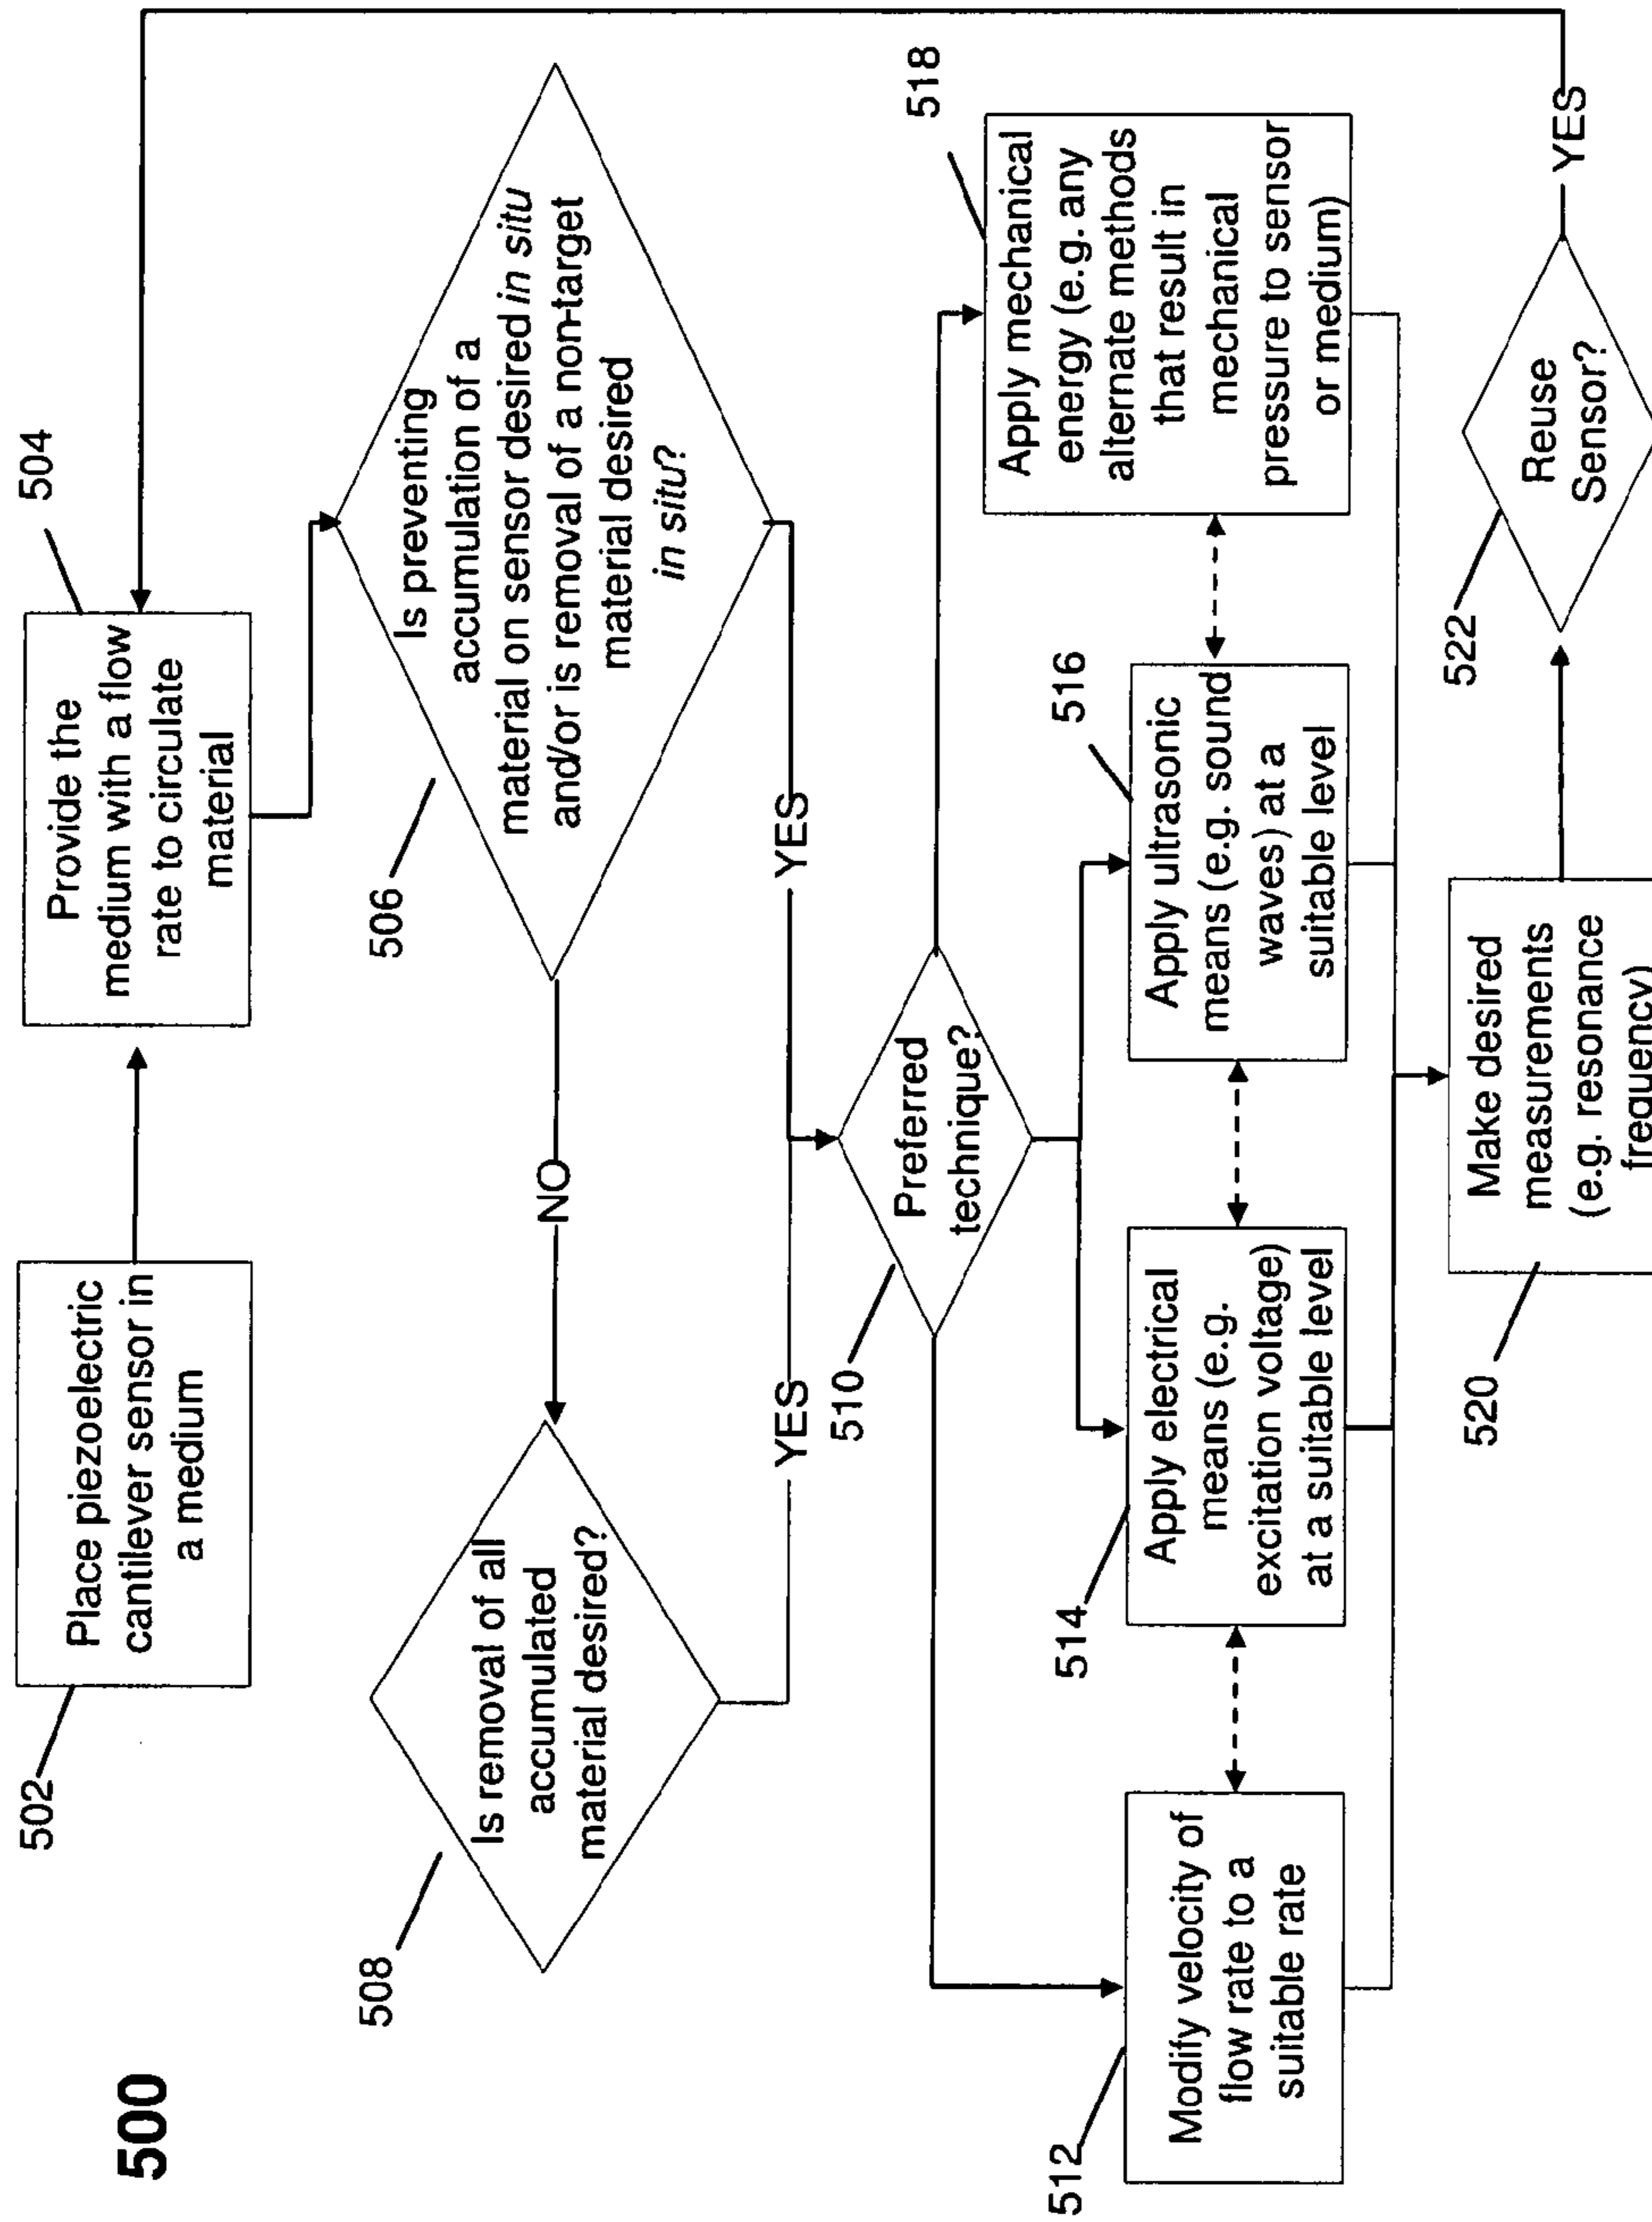 500
502
Place piezoelectric
cantilever sensor in
a medium
504
Provide the
medium with a flow
rate to circulate
material
506
Is preventing
accumulation of a
material on sensor desired in situ
and/or is removal of a non-target
material desired
in situ?
NO
508
Is removal of all
accumulated
material desired?
YES
YES
510
Preferred
technique?
512
Modify velocity of
flow rate to a
suitable rate
514
Apply electrical
means (e.g.
excitation voltage)
at a suitable level
516
Apply ultrasonic
means (e.g. sound
waves) at a
suitable level
518
Apply mechanical
energy (e.g. any
alternate methods
that result in
mechanical
pressure to sensor
or medium)
520
Make desired
measurements
(e.g. resonance
frequency)
522
Reuse
Sensor?
YES